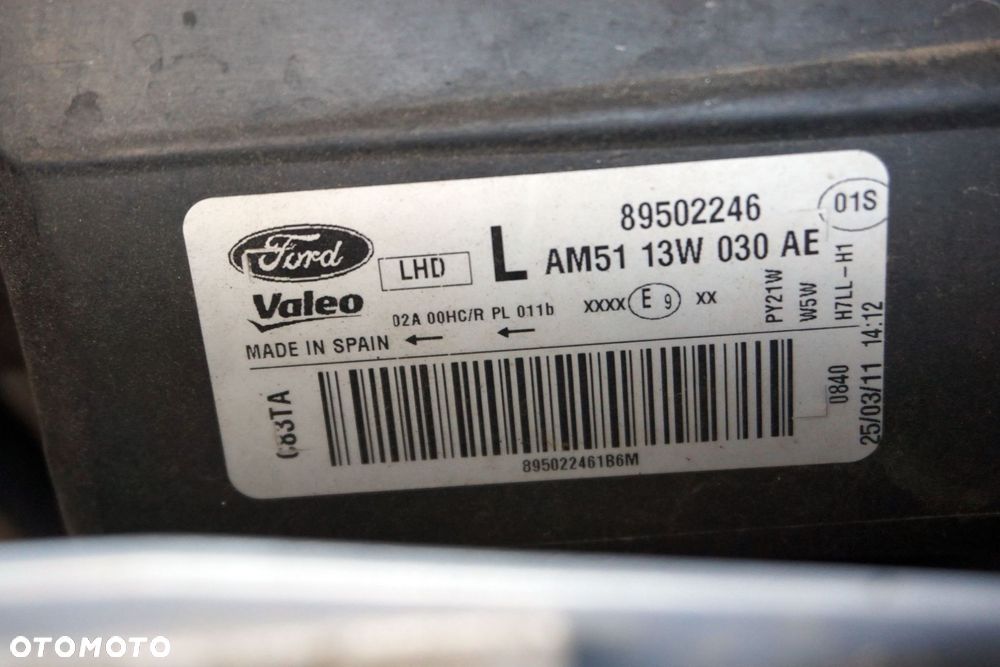 89502246
01S
Ford
LHD
L
AM51 13W 030 AE
Valeo
02A 00HC/R PL 011b
XXXX E 9 XX
MADE IN SPAIN
PY21W
W5W
H7LL-H1
0840
25/03/11 14:12
895022461B6M
OTOMOTO